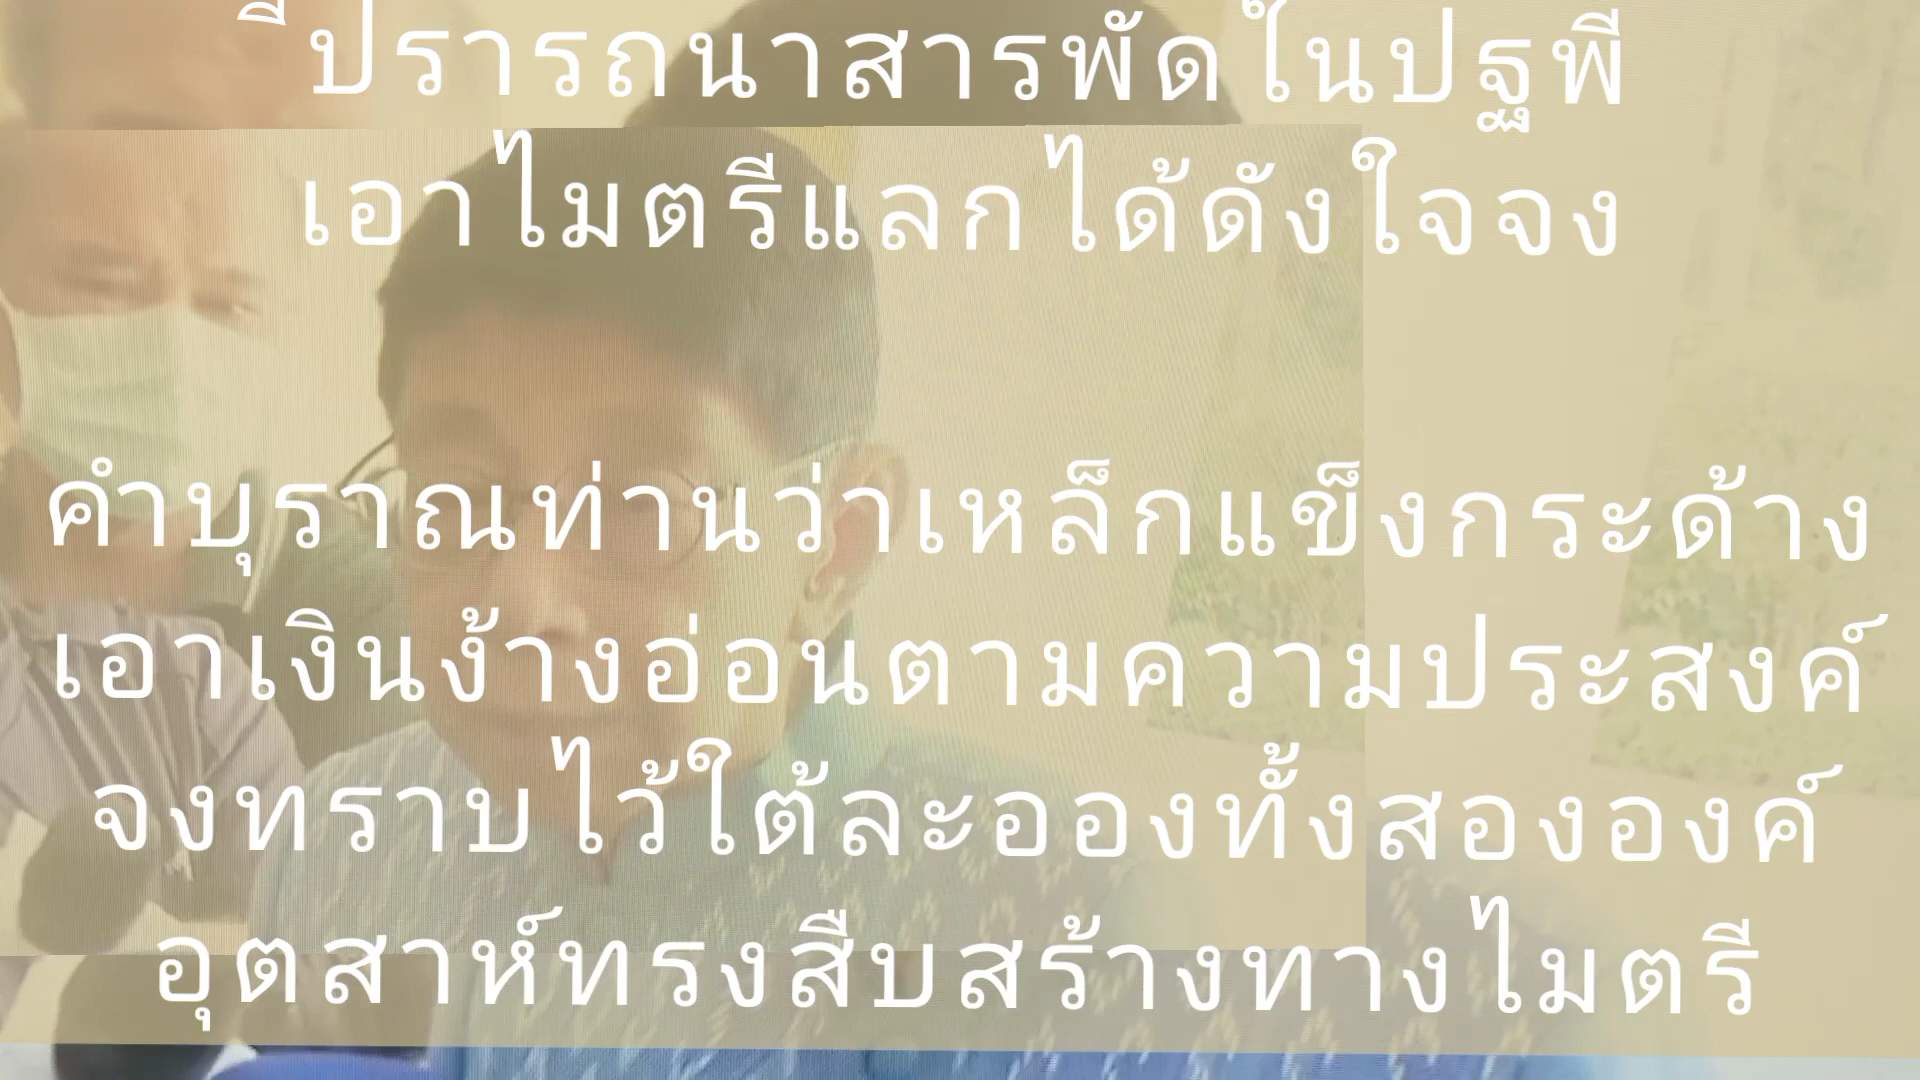 ปรารถนาสารพัดในปฐพี
เอาไมตรีแลกได้ดังใจจง
คำบุราณท่านว่าเหล็กแข็งกระด้าง
เอาเงินง้างอ่อนตามความประสงค์
จงทราบไว้ใต้ละอองทั้งสององค์
อุตสาห์ทรงสืบสร้างทางไมตรี